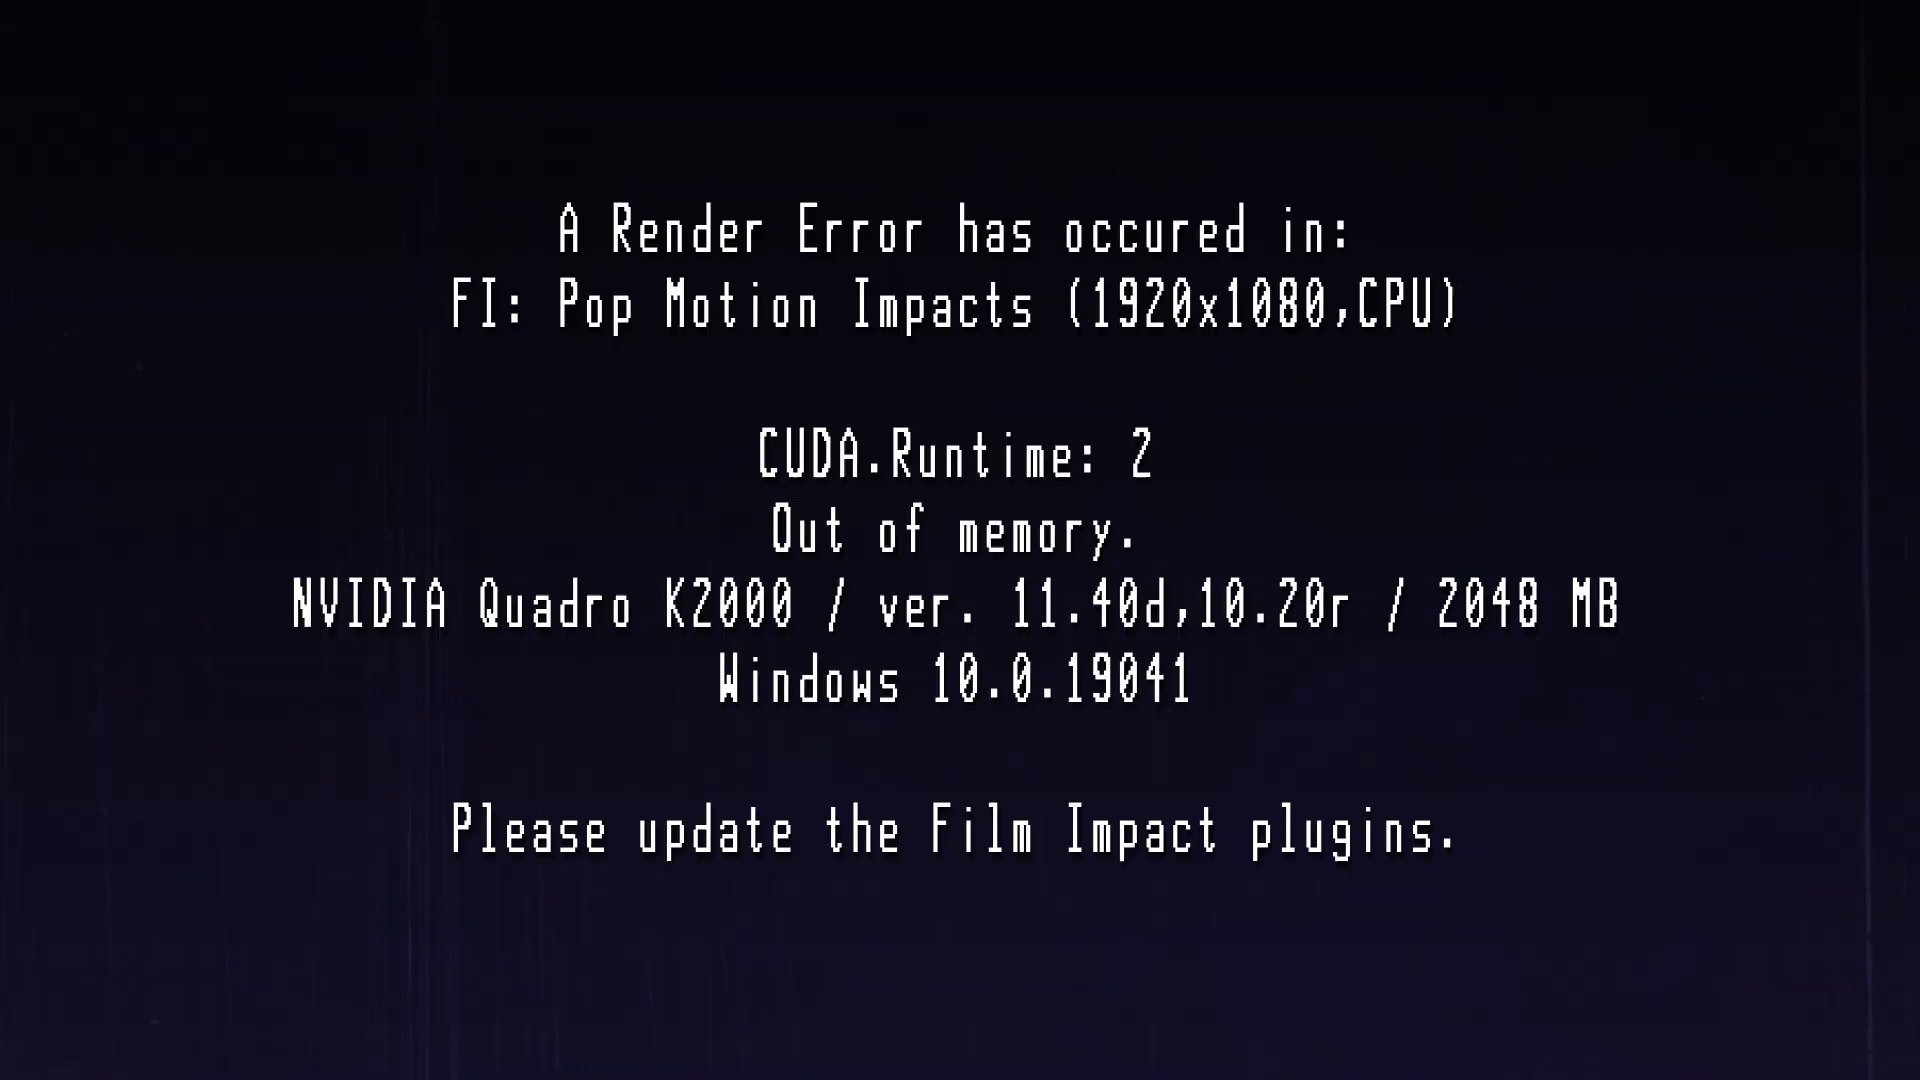 A Render Error has occured in:
FI: Pop Motion Impacts (1920x1080,CPU)
CUDA.Runtime: 2
Out of memory.
NVIDIA Quadro K2000 / ver. 11.40d,10.20r / 2048 MB
Windows 10.0.19041
Please update the Film Impact plugins.